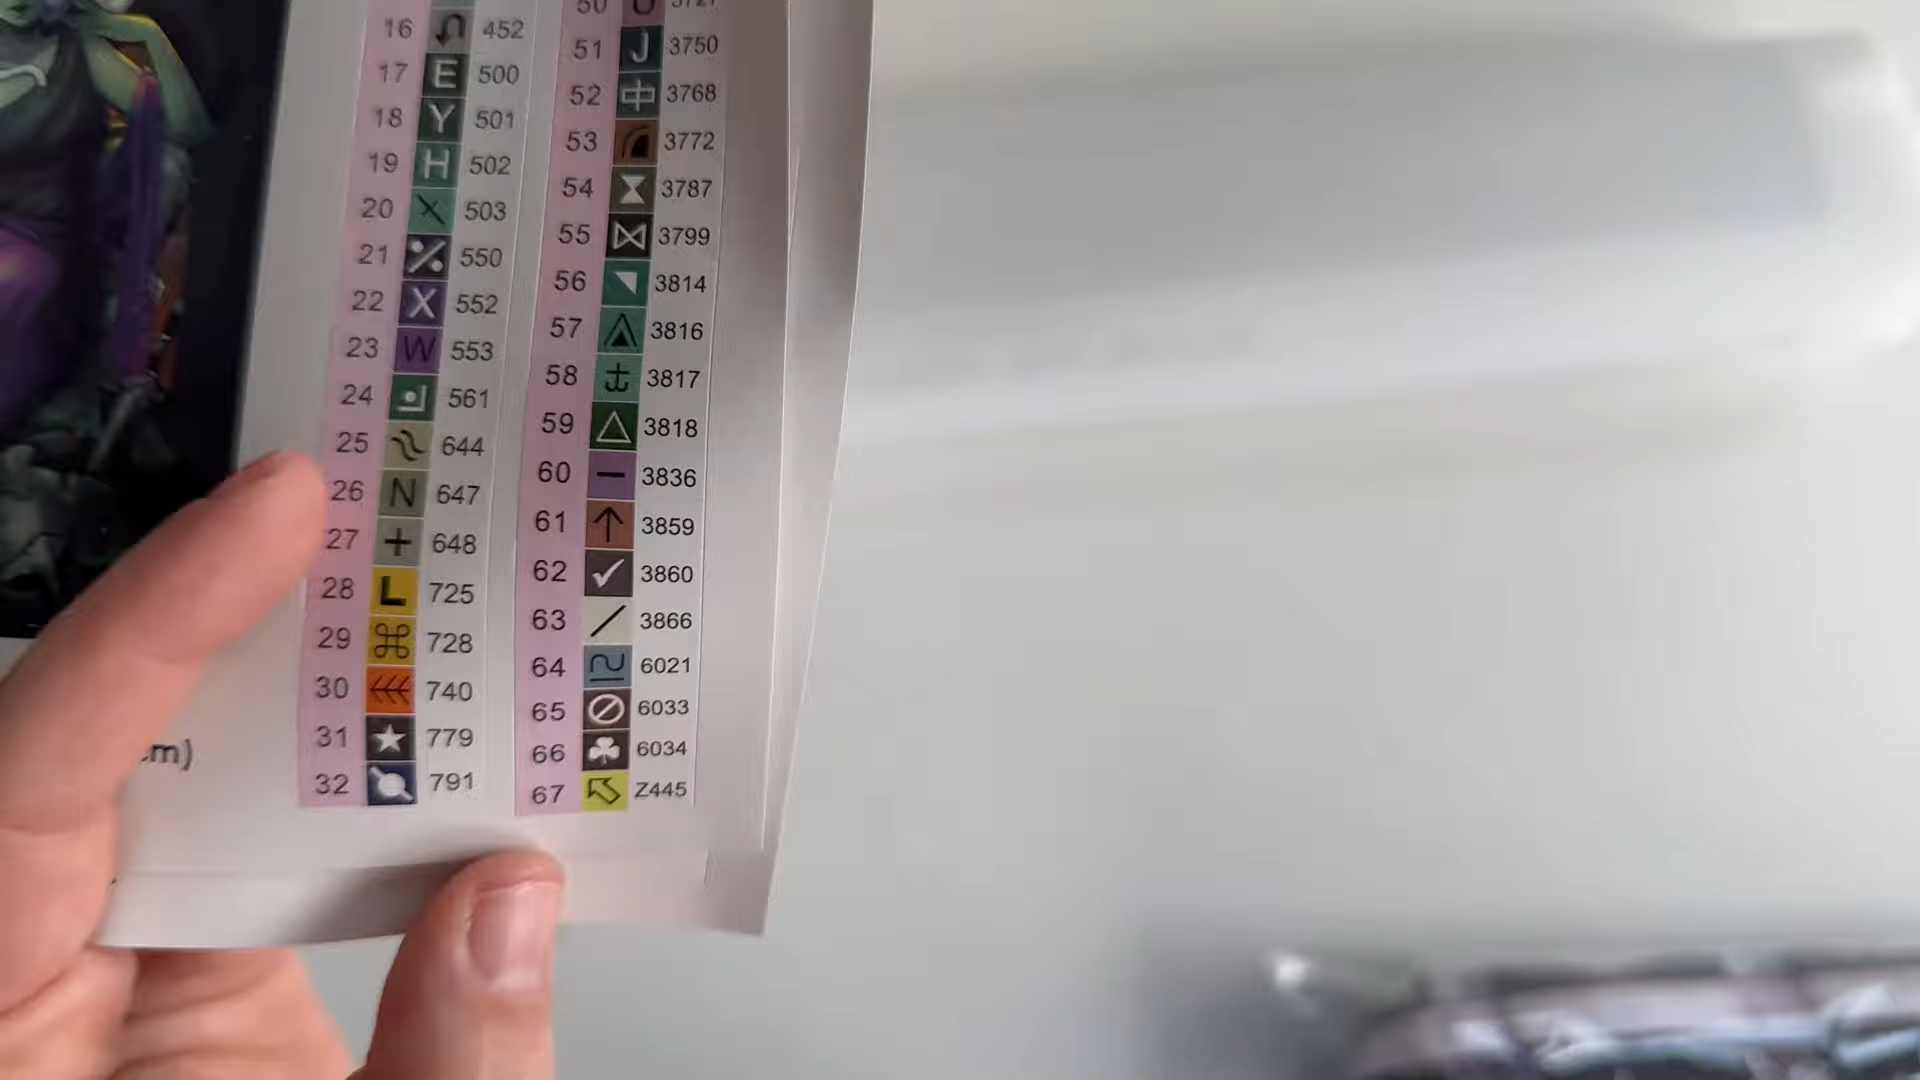 16 452
17 E 500
18 Y 501
19 H 502
20 503
21 550
22 X 552
23 W 553
24 561
25 644
26 N 647
27 + 648
28 L 725
29 ⌘ 728
30 740
31 ★ 779
32 791
cm)
50 3727
51 J 3750
52 中 3768
53 3772
54 3787
55 3799
56 3814
57 3816
58 3817
59 △ 3818
60 − 3836
61 ↑ 3859
62 ✓ 3860
63 / 3866
64 6021
65 6033
66 6034
67 Z445